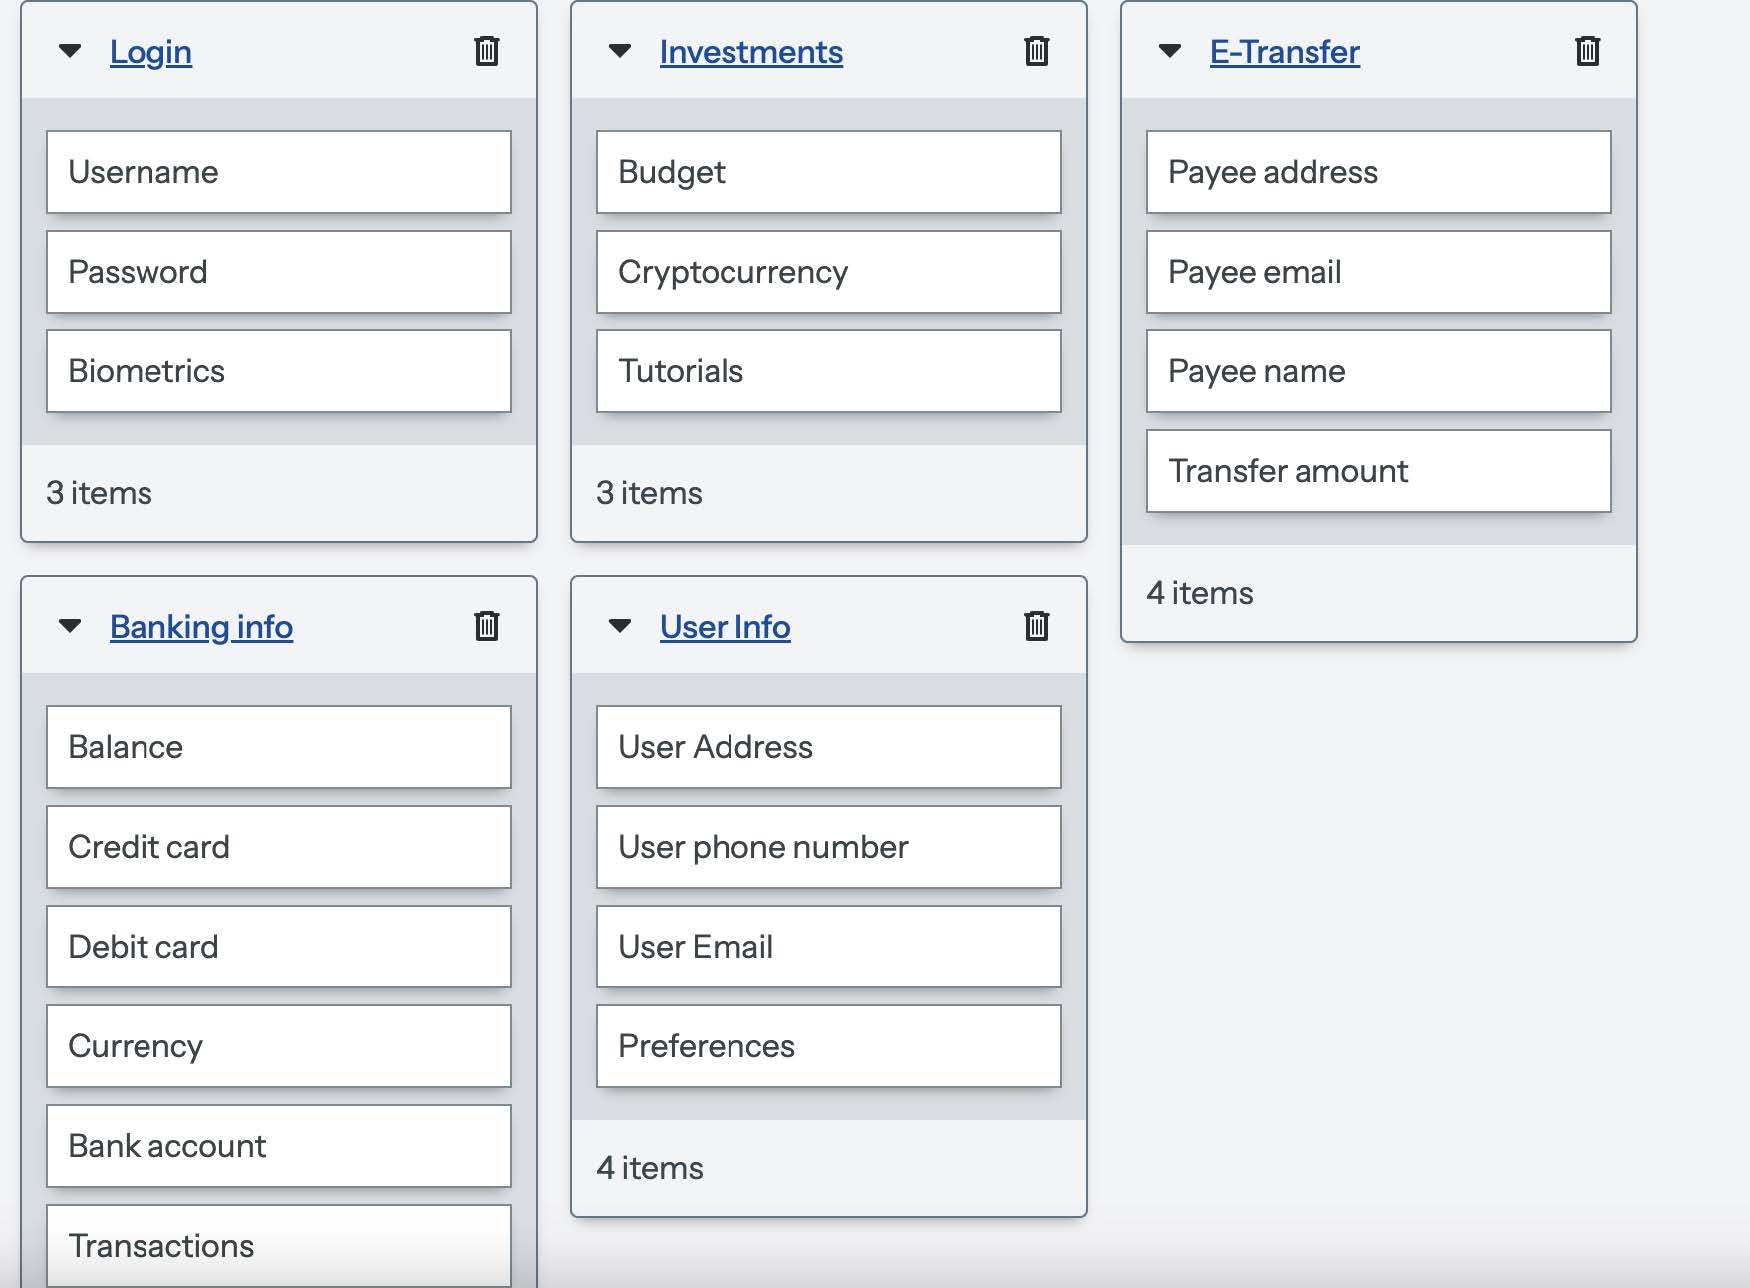 Login
Username
Password
Biometrics
3 items
Investments
Budget
Cryptocurrency
Tutorials
3 items
E-Transfer
Payee address
Payee email
Payee name
Transfer amount
4 items
Banking info
Balance
Credit card
Debit card
Currency
Bank account
Transactions
User Info
User Address
User phone number
User Email
Preferences
4 items